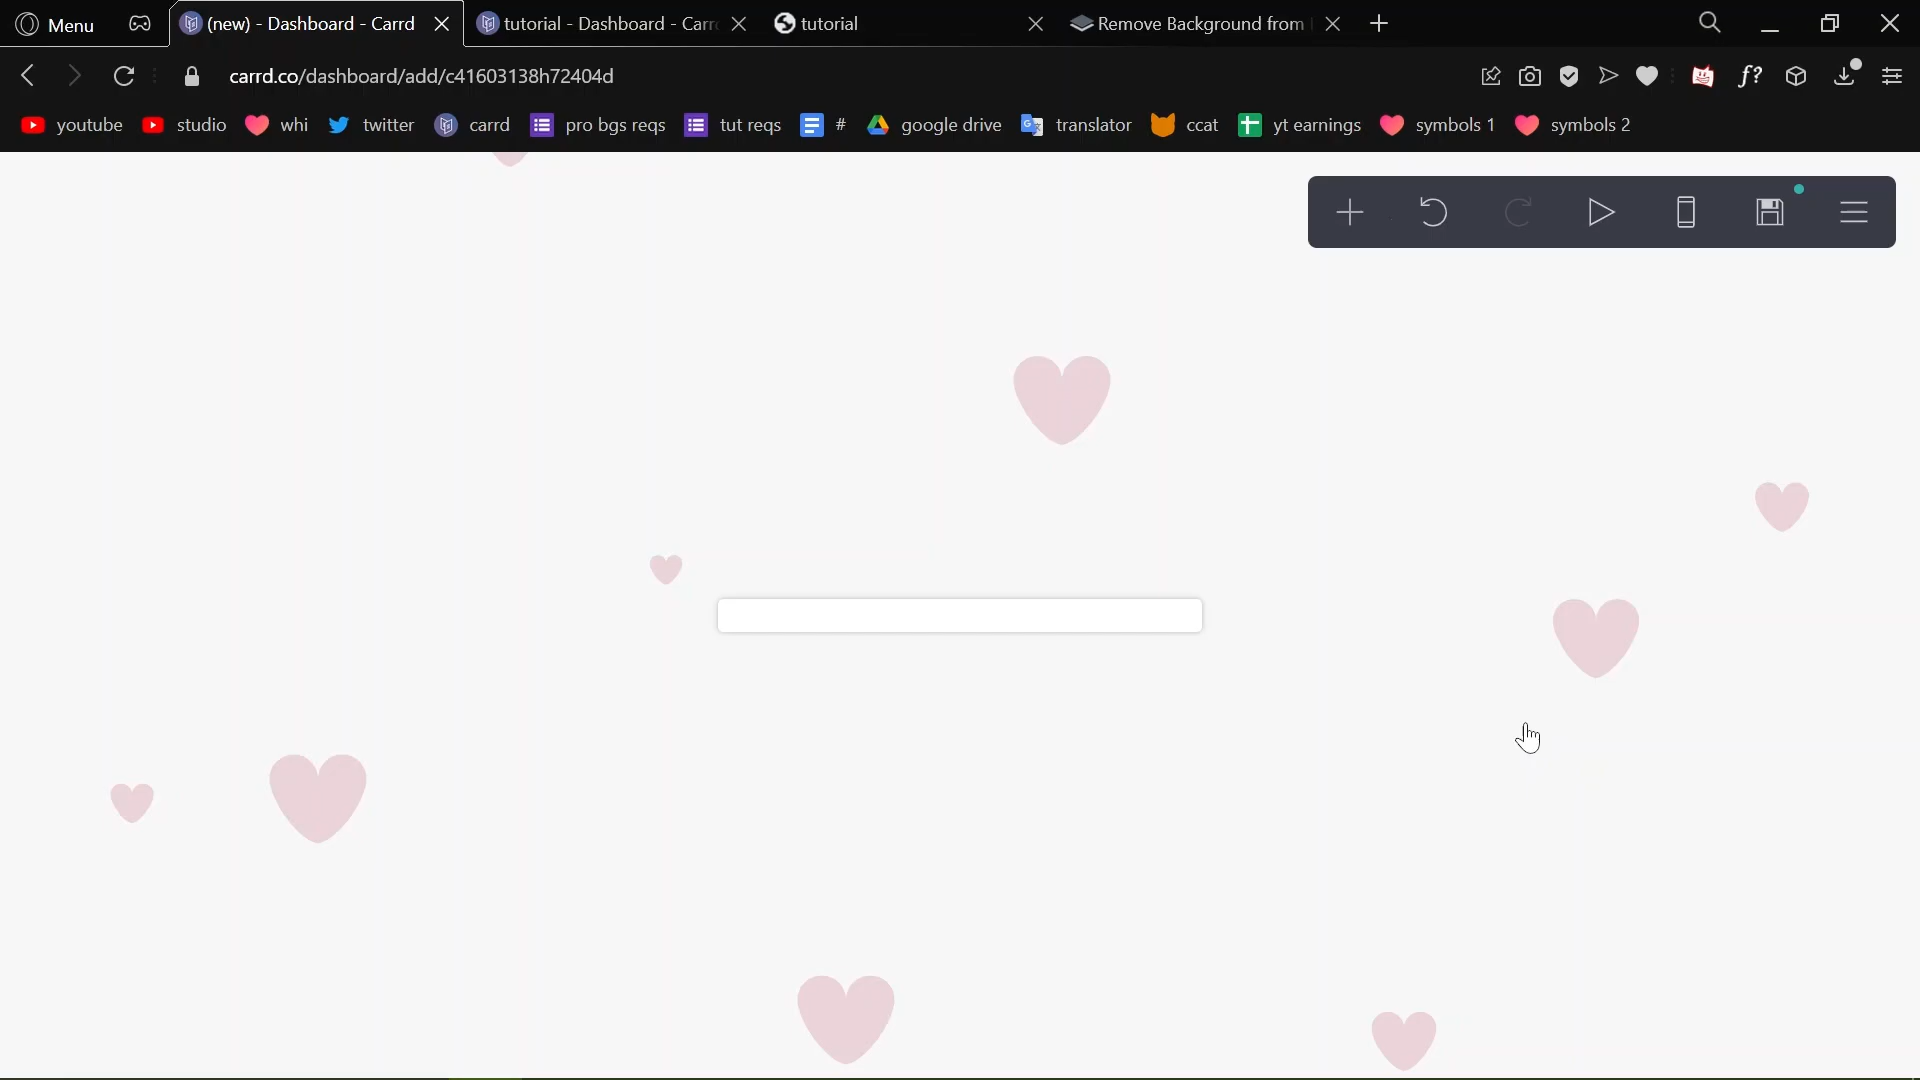 Menu (new) - Dashboard - Carrd tutorial - Dashboard - Carr tutorial Remove Background from
carrd.co/dashboard/add/c41603138h72404d f?
youtube studio whi twitter carrd pro bgs reqs tut reqs # google drive translator ccat yt earnings symbols 1 symbols 2